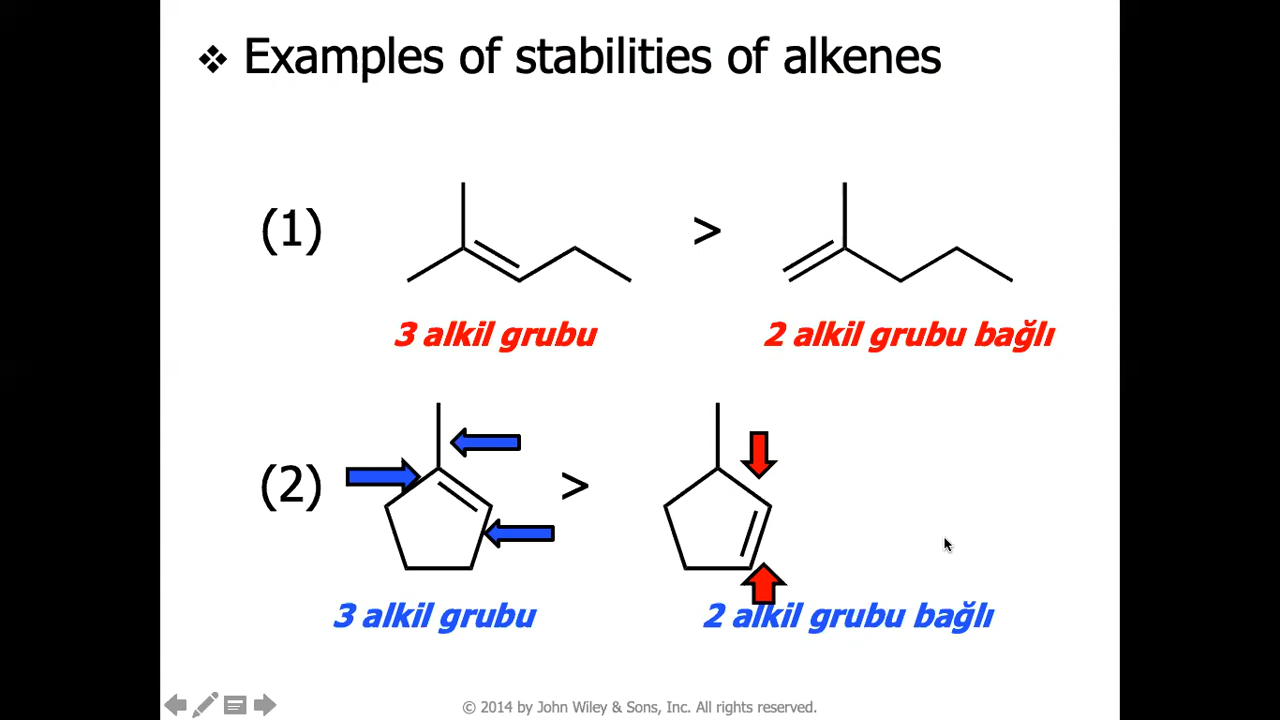 ❖ Examples of stabilities of alkenes
(1) >
3 alkil grubu 2 alkil grubu bağlı
(2) >
3 alkil grubu 2 alkil grubu bağlı
© 2014 by John Wiley & Sons, Inc. All rights reserved.